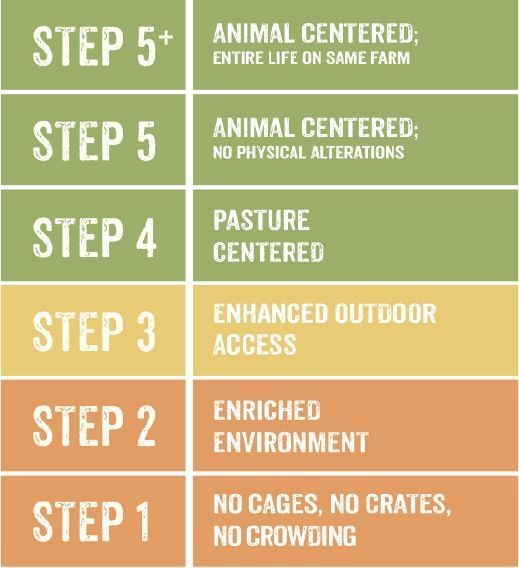 STEP 5+
ANIMAL CENTERED;
ENTIRE LIFE ON SAME FARM
STEP 5
ANIMAL CENTERED;
NO PHYSICAL ALTERATIONS
STEP 4
PASTURE
CENTERED
STEP 3
ENHANCED OUTDOOR
ACCESS
STEP 2
ENRICHED
ENVIRONMENT
STEP 1
NO CAGES, NO CRATES,
NO CROWDING